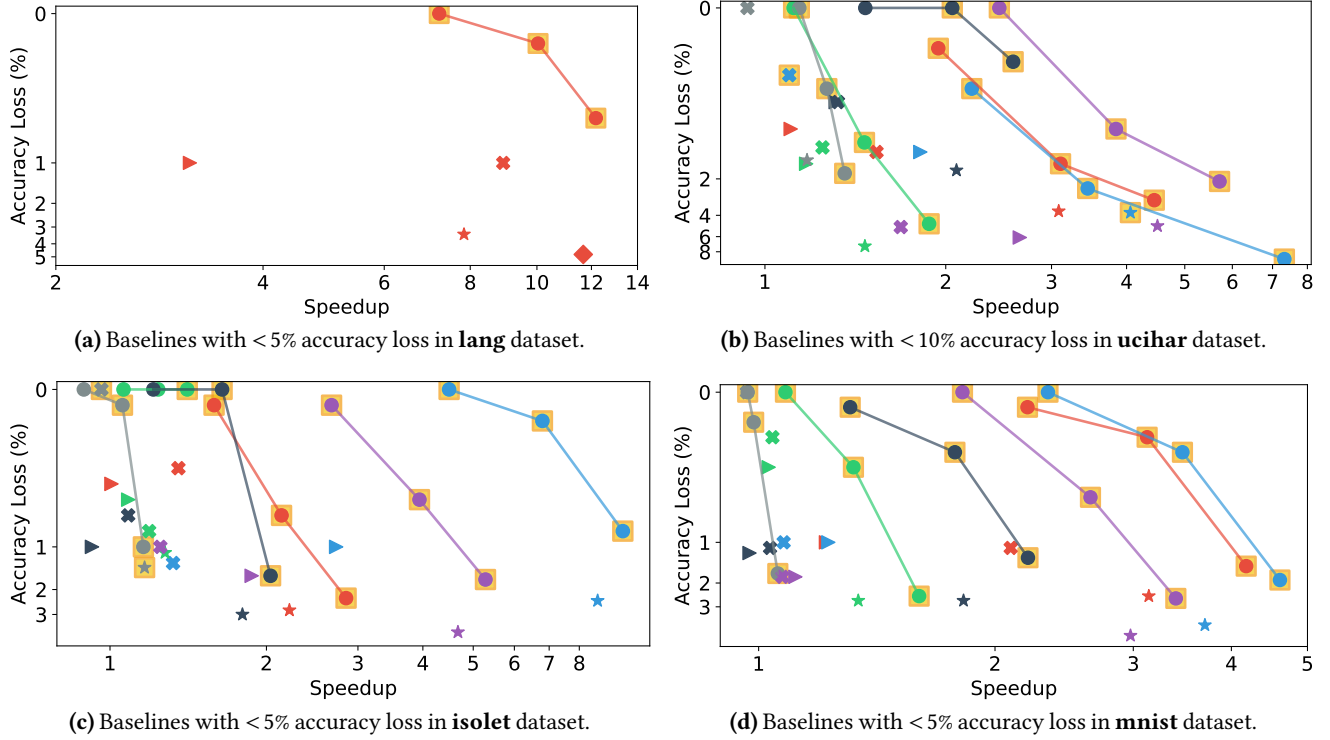 0
1
2
3
4
5
Accuracy Loss (%)
2 4 6 8 10 12 14
Speedup
(a) Baselines with <5% accuracy loss in lang dataset.
0
2
4
6
8
Accuracy Loss (%)
1 2 3 4 5 6 7 8
Speedup
(b) Baselines with <10% accuracy loss in ucihar dataset.
0
1
2
3
Accuracy Loss (%)
1 2 3 4 5 6 7 8
Speedup
(c) Baselines with <5% accuracy loss in isolet dataset.
0
1
2
3
Accuracy Loss (%)
1 2 3 4 5
Speedup
(d) Baselines with <5% accuracy loss in mnist dataset.